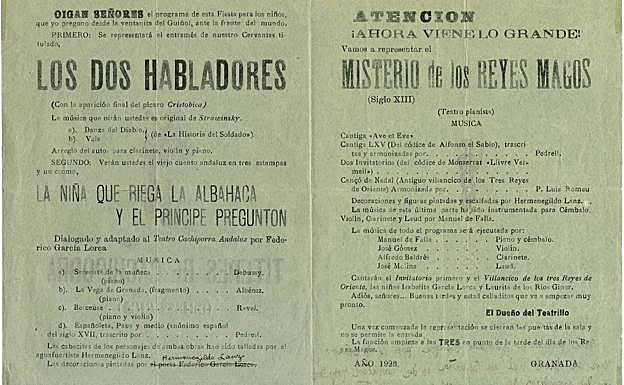 OIGAN SEÑORES el programa de esta Fiesta para los niños,
que yo pregono desde la ventanita del Guiñol, ante la frente del mundo.
PRIMERO: Se representará el entremés de nuestro Cervantes ti-
tulado,
LOS DOS HABLADORES
(Con la aparición final del pícaro Cristobica)
La música que oirán ustedes es original de Strawinsky.
a). Danza del Diablo.
b). Vals
(de «La Historia del Soldado»).
Arreglo del autor para clarinete, violín y piano.
SEGUNDO: Verán ustedes el viejo cuento andaluz en tres estampas
y un cromo,
LA NIÑA QUE RIEGA LA ALBAHACA
Y EL PRINCIPE PREGUNTON
Dialogado y adaptado al Teatro Cachiporra Andaluz por Fede-
rico García Lorca
MUSICA
a). Serenata de la muñeca Debussy.
(piano)
b). La Vega de Granada, (fragmento) Albéniz.
(piano)
c). Berceuse Ravel.
(piano y violín)
d). Españoleta, Paso y medio (anónimo español
del siglo XVII, trascrito por Pedrell.
Las cabezas de los personajes de ambas obras han sido talladas por el
aguafuertista Hermenegildo Lanz.
Hermenegildo Lanz
Las decoraciones pintadas por el poeta Federico García Lorca.
ATENCION
¡AHORA VIENE LO GRANDE!
Vamos a representar el
MISTERIO de los REYES MAGOS
(Siglo XIII)
(Teatro planista)
MUSICA
Cantiga «Ave et Eva»
Cantiga LXV (Del códice de Alfonso el Sabio), trascri-
tas y armonizadas por Pedrell.
Dos Invitatorios (del códice de Monserrat «Llivre Ver-
mell»)
Cançó de Nadal (Antiguo villancico de los Tres Reyes
de Oriente) Armonizada por P. Luis Romeu
Decoraciones y figuras pintadas y escalfadas por Hermenegildo Lanz.
La música de esta última parte ha sido instrumentada para Cémbalo.
Violín, Clarinete y Laud por Manuel de Falla.
La música de todo el programa será ejecutada por:
Manuel de Falla Piano y cémbalo.
José Gómez Violín.
Alfredo Baldrés Clarinete.
José Molina Laud.
Cantarán el Invitatorio primero y el Villancico de los tres Reyes de
Oriente, las niñas Isabelita García Lorca y Laurita de los Rios Giner.
Adiós, señores... Buenas tardes y estad calladitos que va a empezar muy
pronto.
El Dueño del Teatrillo
Una vez comenzada la representación se cierran las puertas de la sala y
no se permite la entrada
La función empieza a las TRES en punto de la tarde del día de los Re-
yes Magos.
AÑO 1923. GRANADA